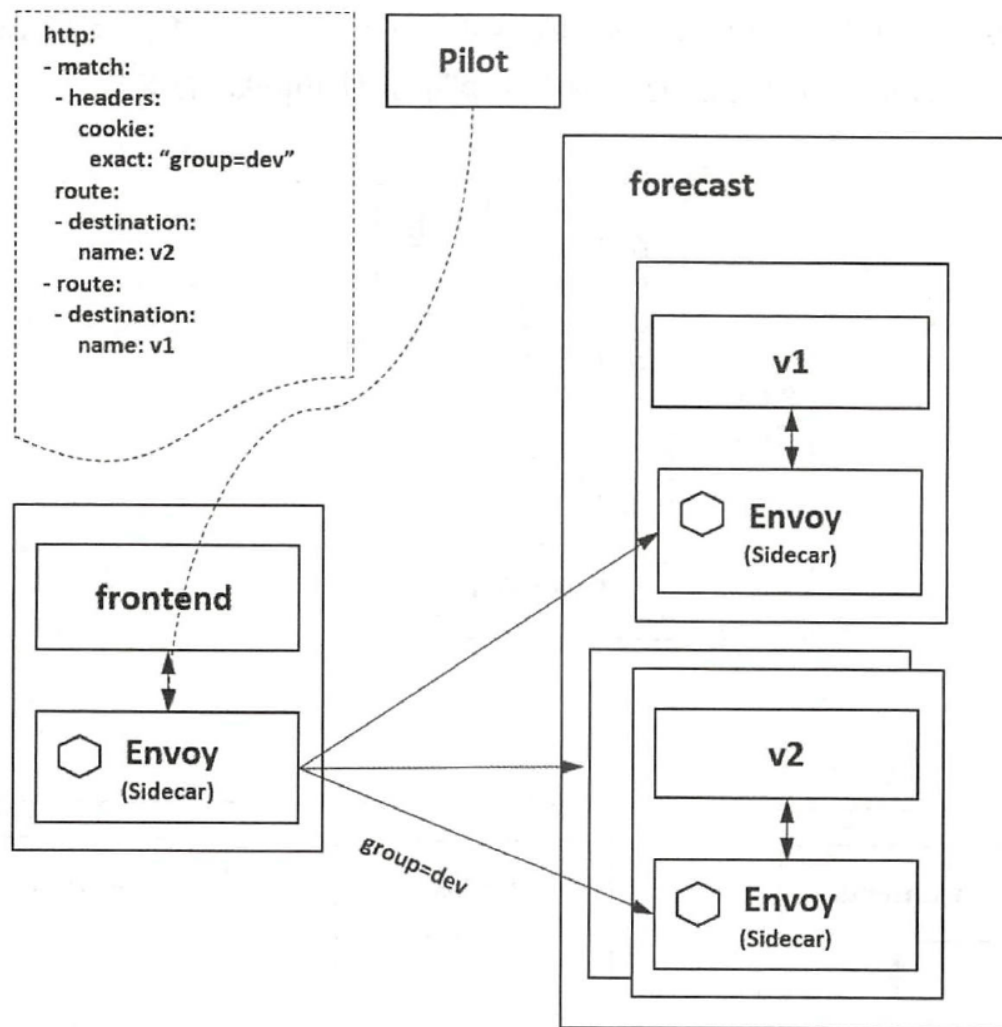 http:
- match:
- headers:
cookie:
exact: “group=dev”
route:
- destination:
name: v2
- route:
- destination:
name: v1
Pilot
forecast
v1
Envoy
(Sidecar)
frontend
Envoy
(Sidecar)
group=dev
v2
Envoy
(Sidecar)